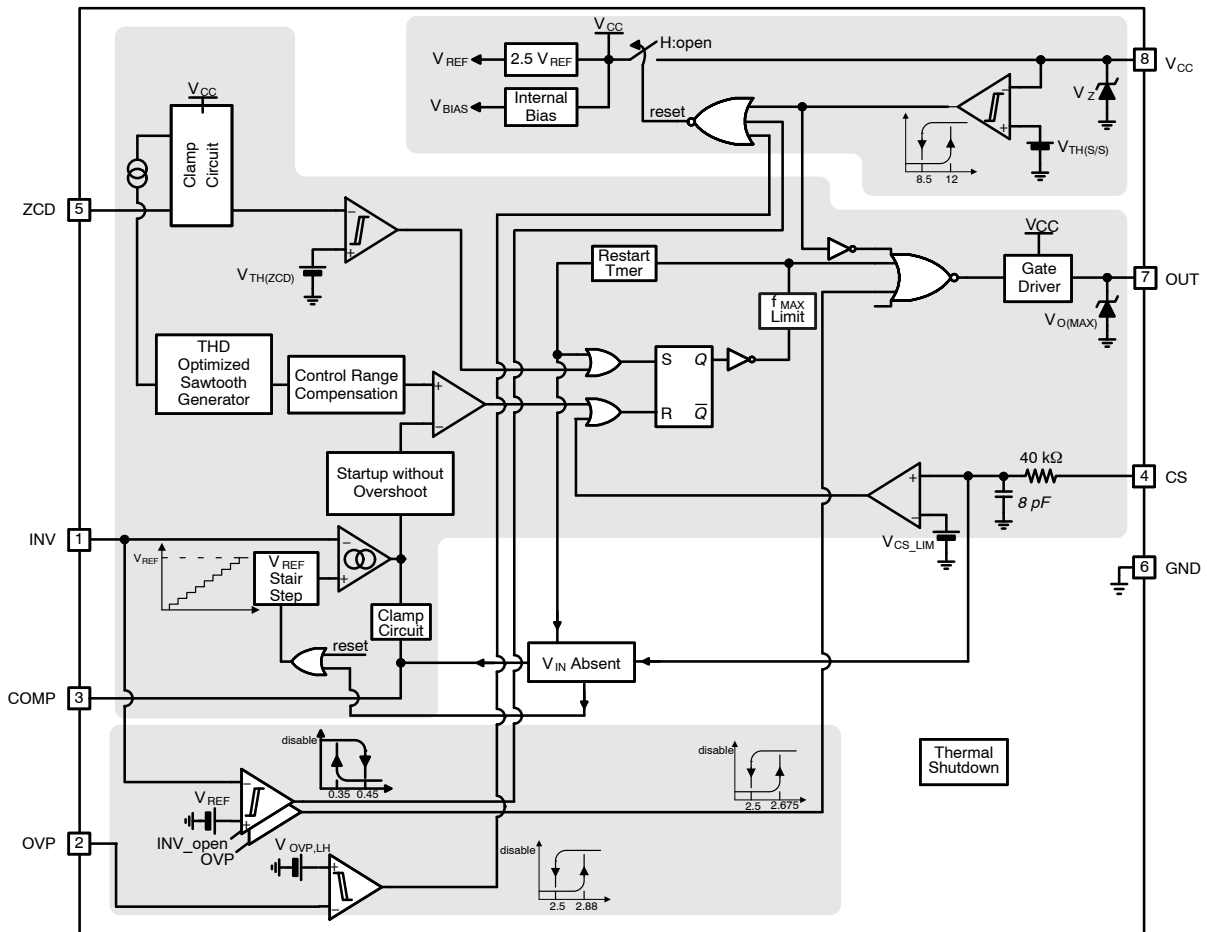 VCC
H:open
VREF
2.5 VREF
8
VCC
VCC
VBIAS
Internal
Bias
reset
VZ
VTH(S/S)
8.5
12
Clamp
Circuit
ZCD
5
VTH(ZCD)
Restart
Tmer
VCC
Gate
Driver
7
OUT
fMAX
Limit
VO(MAX)
THD
Optimized
Sawtooth
Generator
Control Range
Compensation
+
−
S
Q
R
Q̅
Startup without
Overshoot
40 kΩ
4
CS
8 pF
VCS_LIM
INV
1
VREF
VREF
Stair
Step
6
GND
Clamp
Circuit
reset
VIN Absent
COMP
3
disable
0.35
0.45
disable
2.5
2.675
Thermal
Shutdown
VREF
INV_open
OVP
OVP
2
VOVP,LH
disable
2.5
2.88